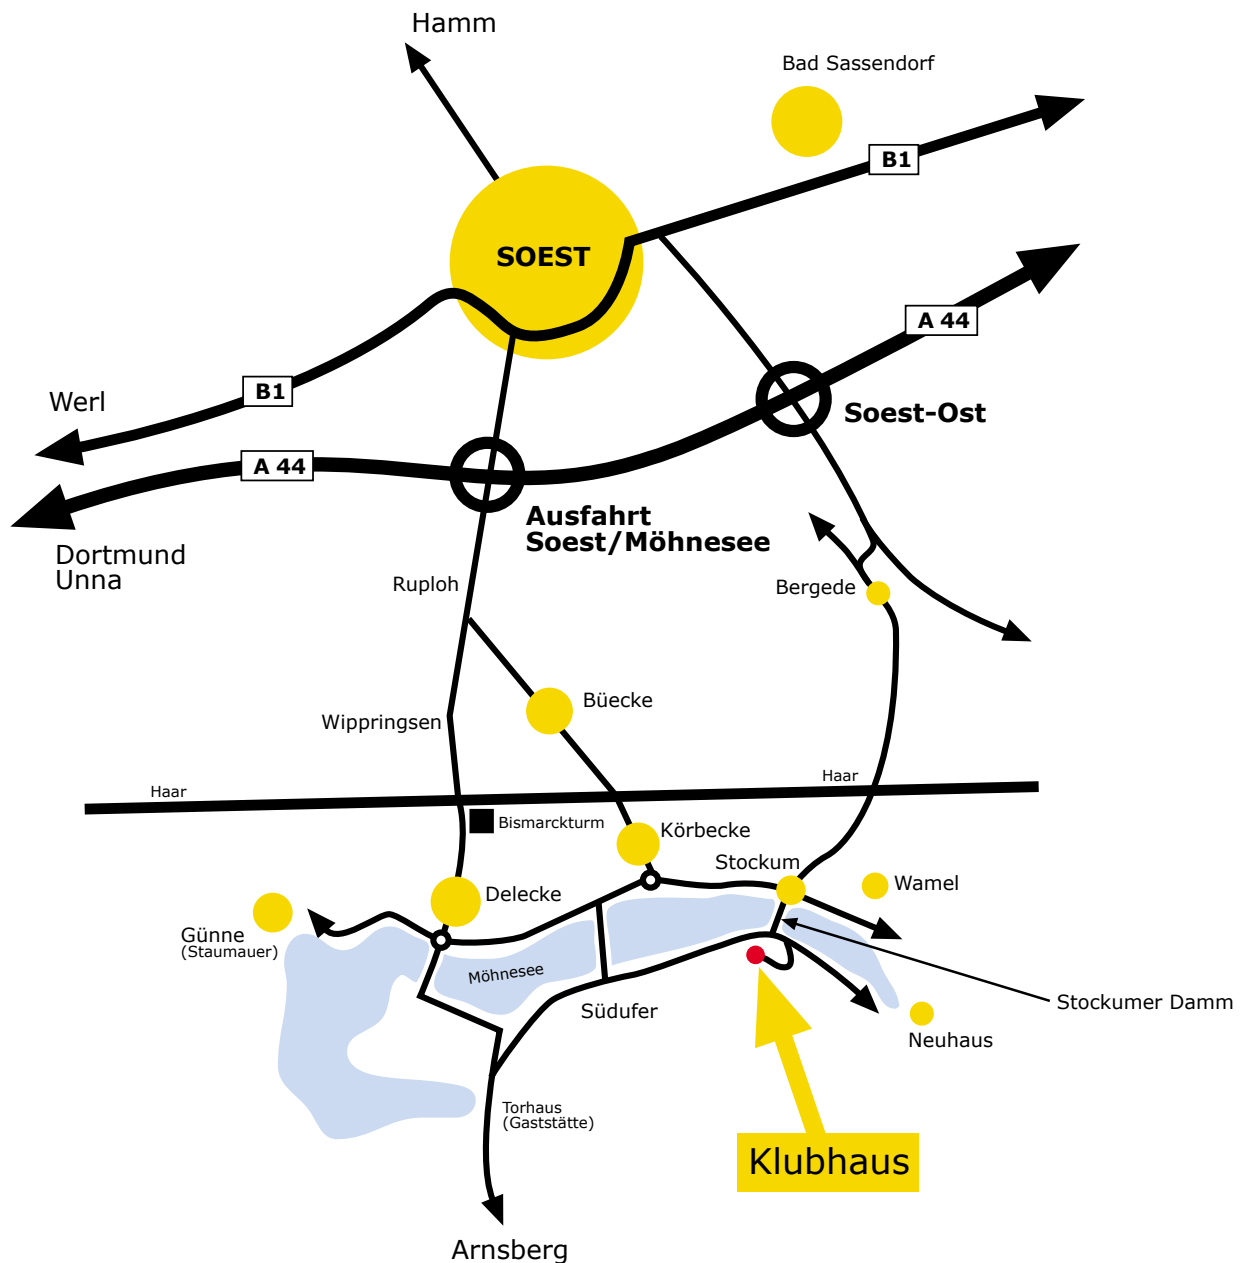 Hamm
Bad Sassendorf
B1
SOEST
A 44
B1
Werl
Soest-Ost
A 44
Ausfahrt
Soest/Möhnesee
Dortmund
Unna
Ruploh
Bergede
Büecke
Wippringsen
Haar
Haar
Bismarckturm
Körbecke
Stockum
Wamel
Delecke
Günne
(Staumauer)
Möhnesee
Südufer
Stockumer Damm
Neuhaus
Torhaus
(Gaststätte)
Klubhaus
Arnsberg